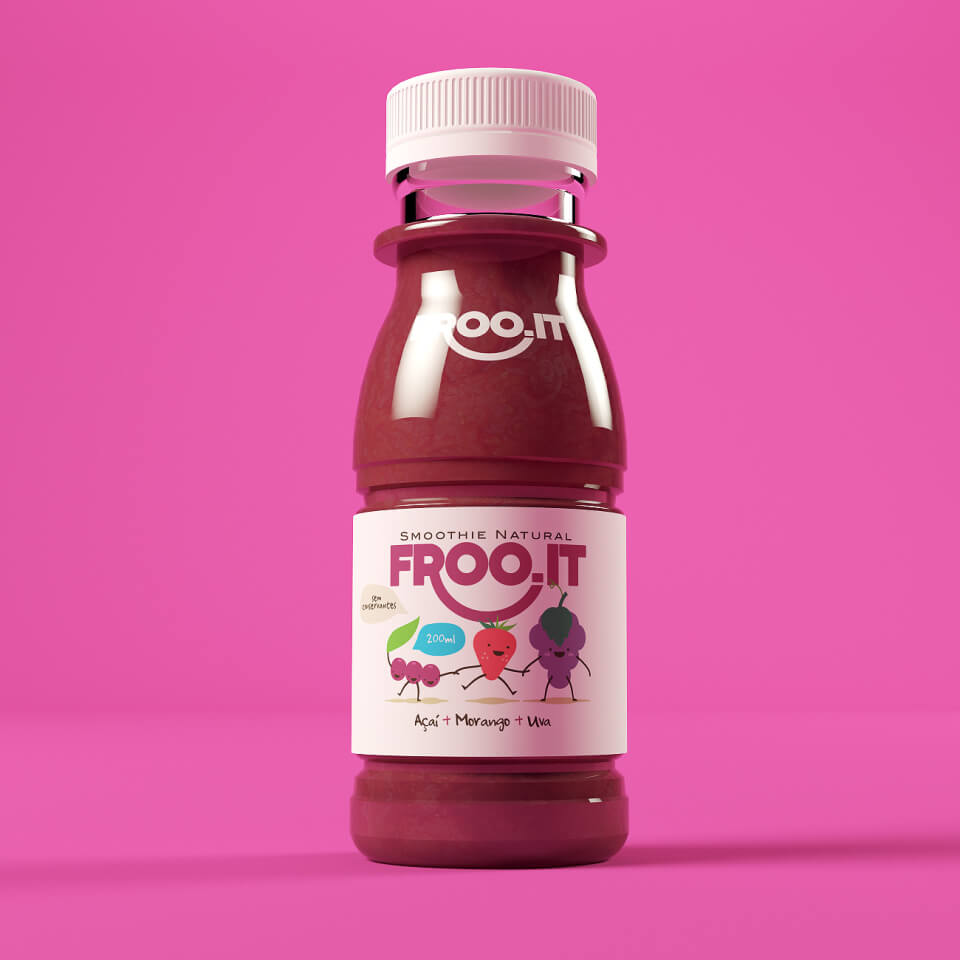 FROO.IT
SMOOTHIE NATURAL
FROO.IT
sem
conservantes
200ml
Açaí + Morango + Uva